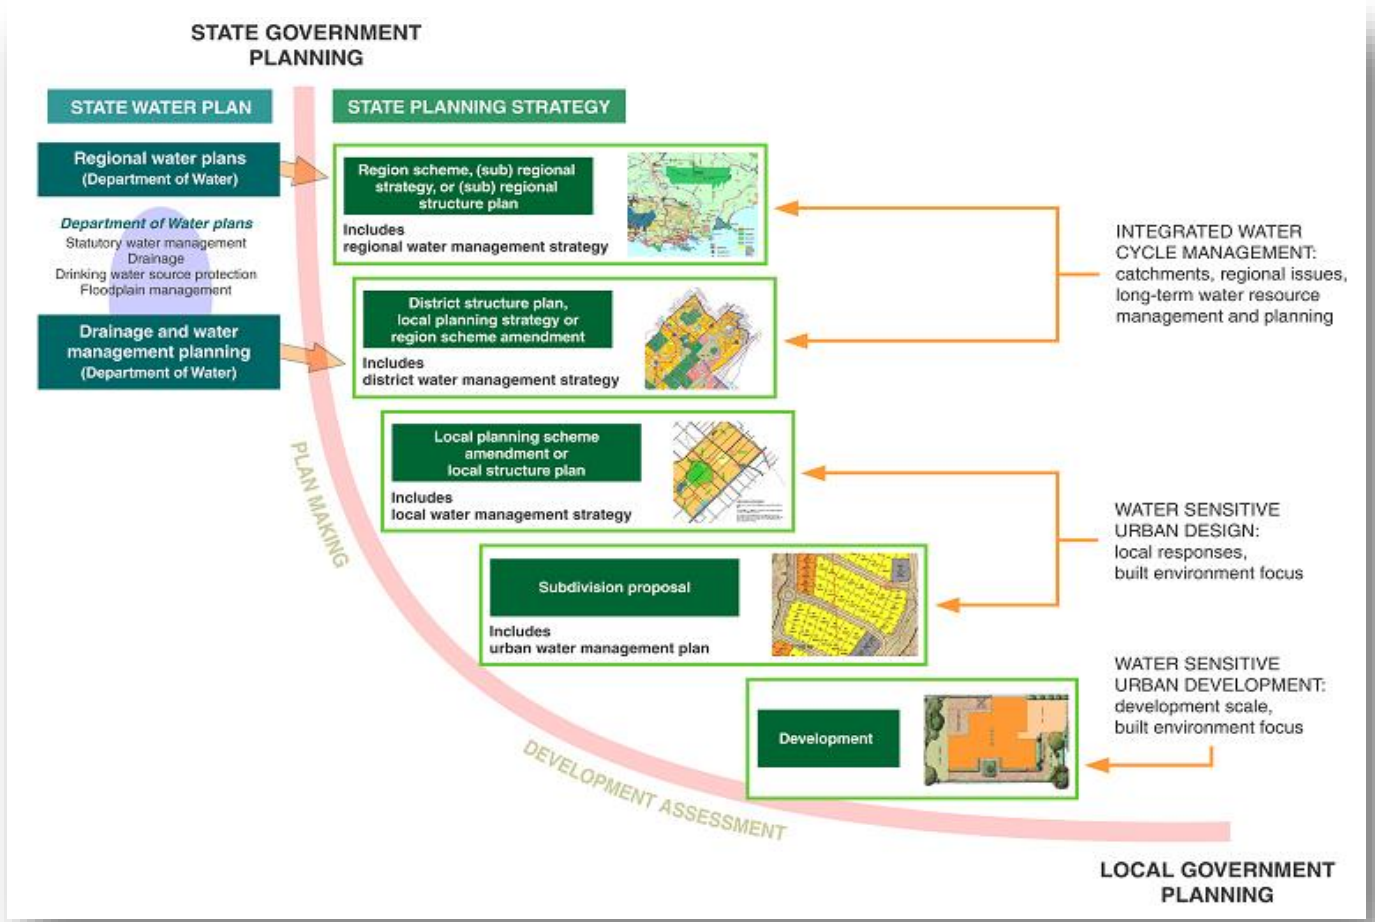 STATE GOVERNMENT
PLANNING
STATE WATER PLAN
STATE PLANNING STRATEGY
Regional water plans
(Department of Water)
Department of Water plans
Statutory water management
Drainage
Drinking water source protection
Floodplain management
Drainage and water
management planning
(Department of Water)
Region scheme, (sub) regional
strategy, or (sub) regional
structure plan
Includes
regional water management strategy
District structure plan,
local planning strategy or
region scheme amendment
Includes
district water management strategy
Local planning scheme
amendment or
local structure plan
Includes
local water management strategy
Subdivision proposal
Includes
urban water management plan
Development
INTEGRATED WATER
CYCLE MANAGEMENT:
catchments, regional issues,
long-term water resource
management and planning
WATER SENSITIVE
URBAN DESIGN:
local responses,
built environment focus
WATER SENSITIVE
URBAN DEVELOPMENT:
development scale,
built environment focus
PLAN MAKING
DEVELOPMENT ASSESSMENT
LOCAL GOVERNMENT
PLANNING